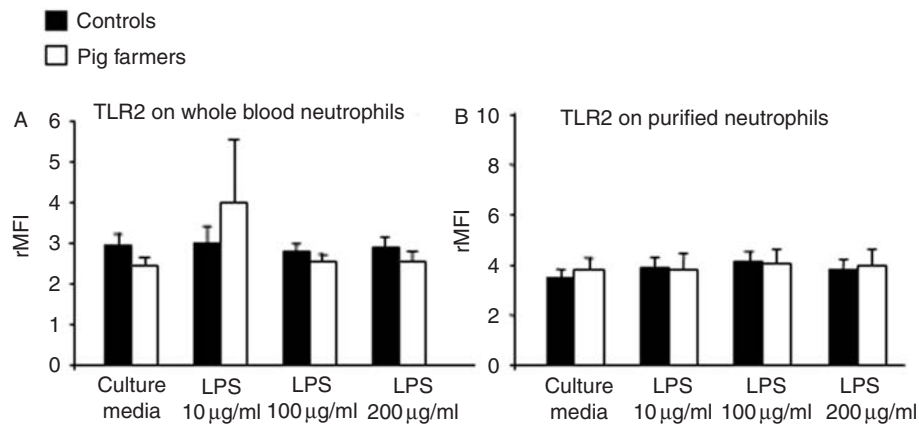 Controls
Pig farmers
A
TLR2 on whole blood neutrophils
6
5
4
3
2
1
0
rMFI
Culture media
LPS 10 µg/ml
LPS 100 µg/ml
LPS 200 µg/ml
B
TLR2 on purified neutrophils
10
8
6
4
2
0
rMFI
Culture media
LPS 10 µg/ml
LPS 100 µg/ml
LPS 200 µg/ml